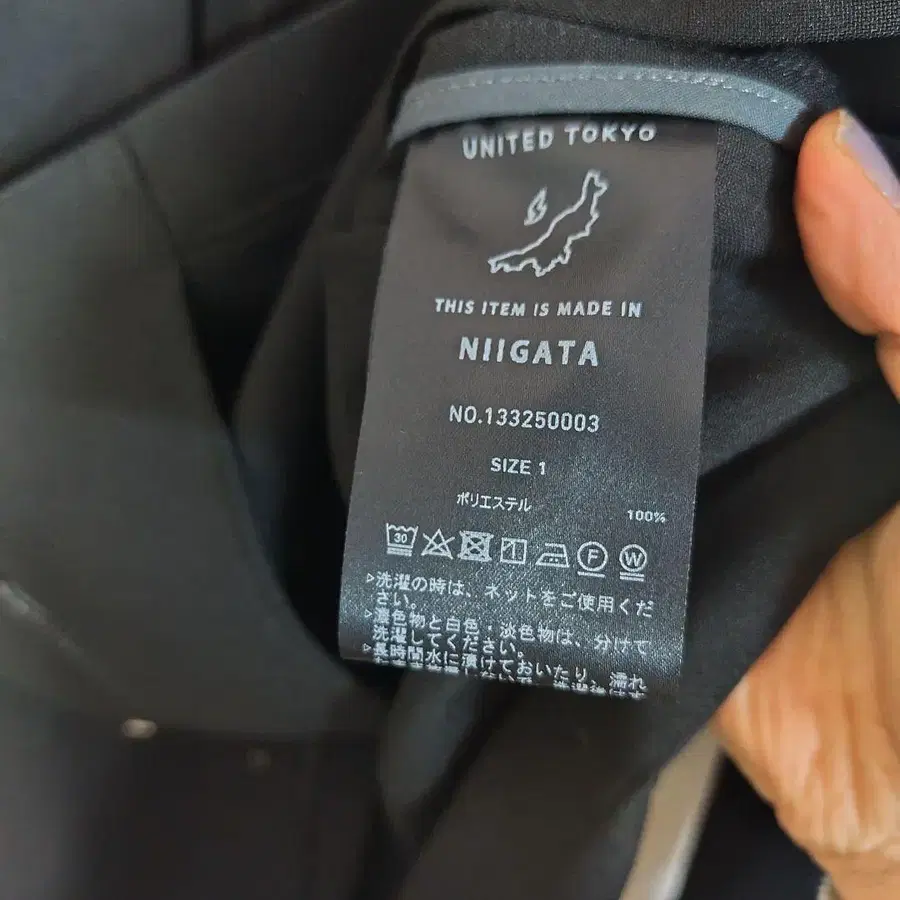 UNITED TOKYO
THIS ITEM IS MADE IN
NIIGATA
NO.133250003
SIZE 1
ポリエステル 100%
30 F W
▷洗濯の時は、ネットをご使用くだ
さい。
▷濃色物と白色・淡色物は、分けて
洗濯してください。
▷長時間水に漬けておいたり、濡れ